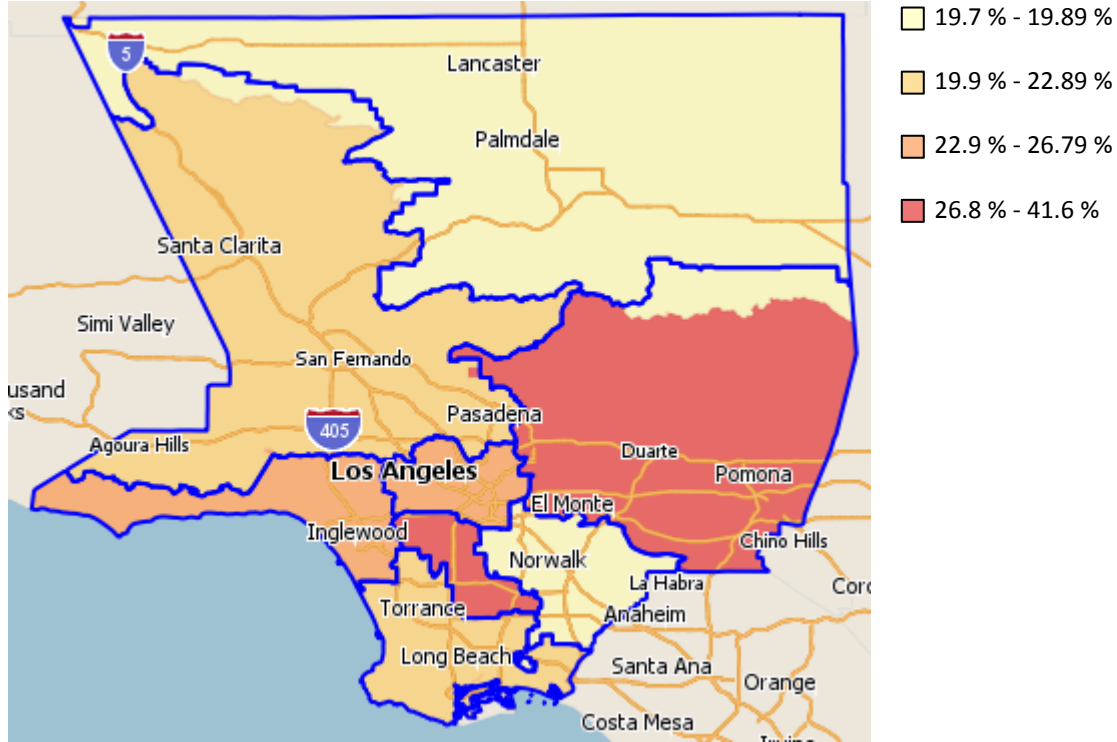 19.7 % - 19.89 %
19.9 % - 22.89 %
22.9 % - 26.79 %
26.8 % - 41.6 %
5
Lancaster
Palmdale
Santa Clarita
Simi Valley
San Fernando
usand
ks
Pasadena
405
Agoura Hills
Duarte
Los Angeles
Pomona
El Monte
Inglewood
Chino Hills
Norwalk
La Habra
Coro
Torrance
Anaheim
Long Beach
Santa Ana
Orange
Costa Mesa